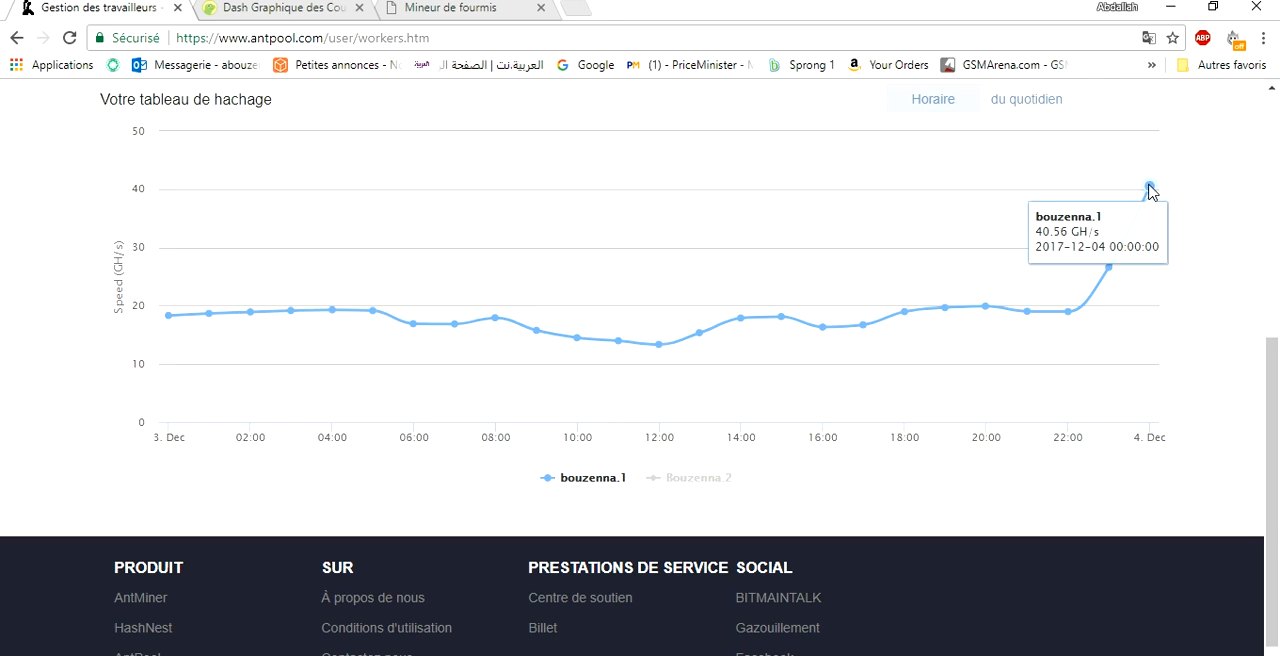 Gestion des travailleurs
Dash Graphique des Cou
Mineur de fourmis
Abdallah
Sécurisé
https://www.antpool.com/user/workers.htm
ABP
off
Applications
Messagerie - abouze
Petites annonces - N
العربية.نت | الصفحة ال
Google
(1) - PriceMinister - N
Sprong 1
Your Orders
GSMArena.com - GS
»
Autres favoris
Votre tableau de hachage
Horaire
du quotidien
50
40
30
20
10
0
Speed (GH/s)
bouzenna.1
40.56 GH/s
2017-12-04 00:00:00
3. Dec
02:00
04:00
06:00
08:00
10:00
12:00
14:00
16:00
18:00
20:00
22:00
4. Dec
bouzenna.1
Bouzenna.2
PRODUIT
SUR
PRESTATIONS DE SERVICE
SOCIAL
AntMiner
À propos de nous
Centre de soutien
BITMAINTALK
HashNest
Conditions d'utilisation
Billet
Gazouillement
AntPool
Contactez nous
Facebook